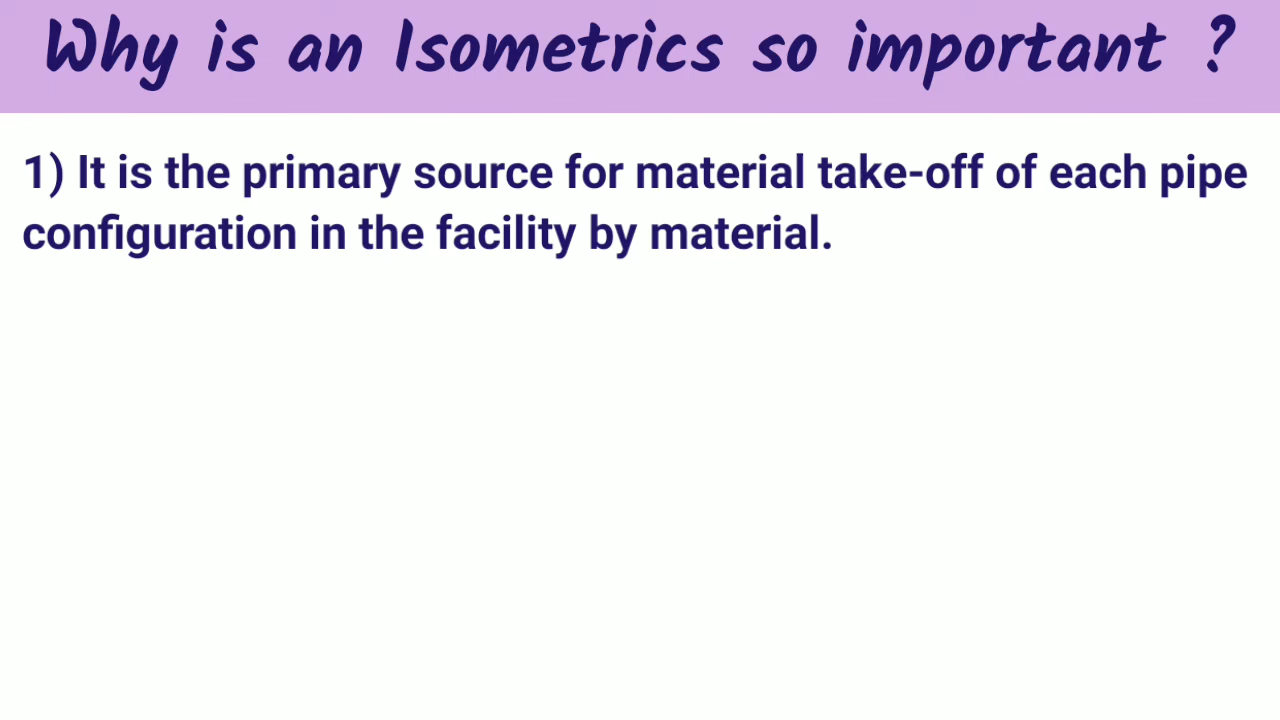 Why is an Isometrics so important ?
1) It is the primary source for material take-off of each pipe
configuration in the facility by material.